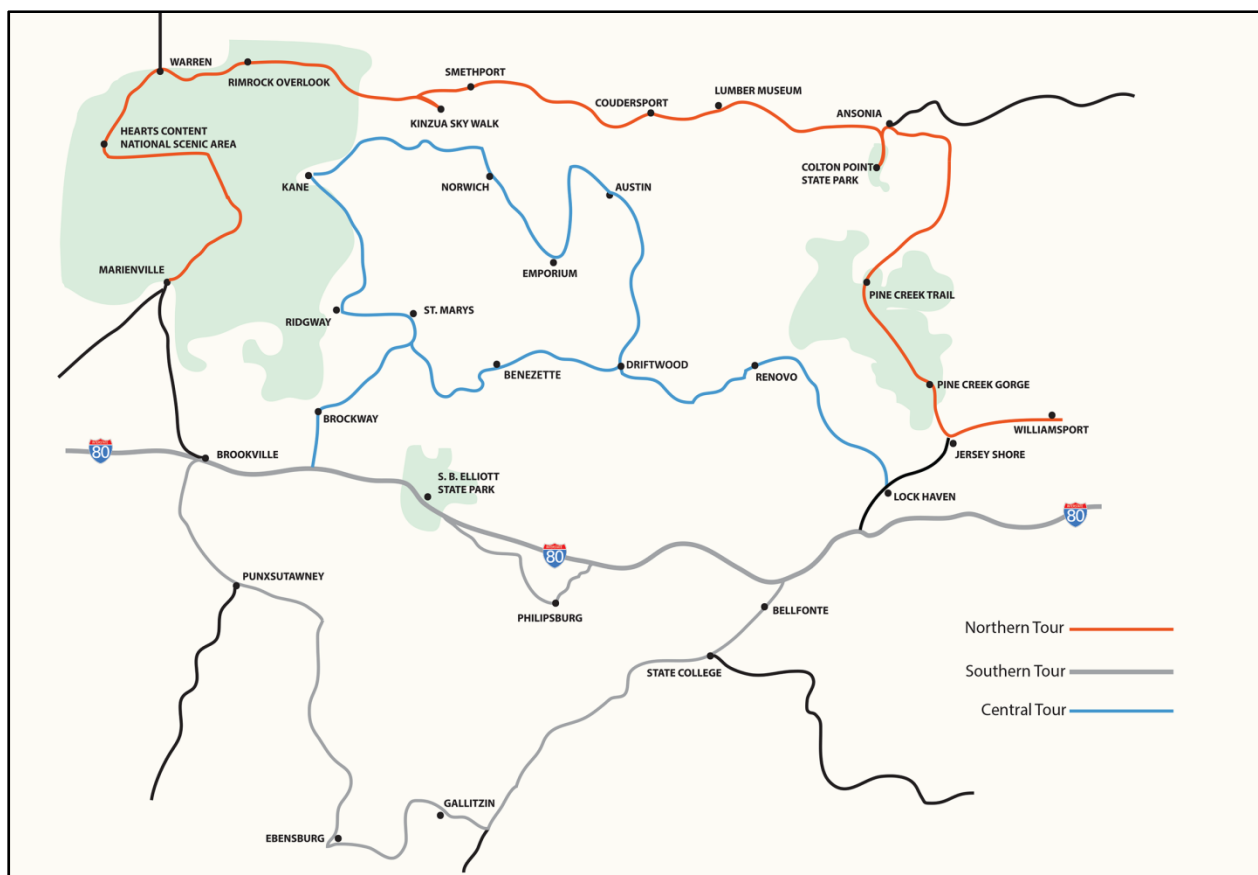 WARREN
RIMROCK OVERLOOK
SMETHPORT
KINZUA SKY WALK
COUDERSPORT
LUMBER MUSEUM
ANSONIA
HEARTS CONTENT
NATIONAL SCENIC AREA
COLTON POINT
STATE PARK
KANE
NORWICH
AUSTIN
EMPORIUM
MARIENVILLE
PINE CREEK TRAIL
RIDGWAY
ST. MARYS
BENEZETTE
DRIFTWOOD
RENOVO
PINE CREEK GORGE
BROCKWAY
WILLIAMSPORT
JERSEY SHORE
80
BROOKVILLE
S. B. ELLIOTT
STATE PARK
LOCK HAVEN
80
80
PUNXSUTAWNEY
PHILIPSBURG
BELLFONTE
STATE COLLEGE
Northern Tour
Southern Tour
Central Tour
GALLITZIN
EBENSBURG